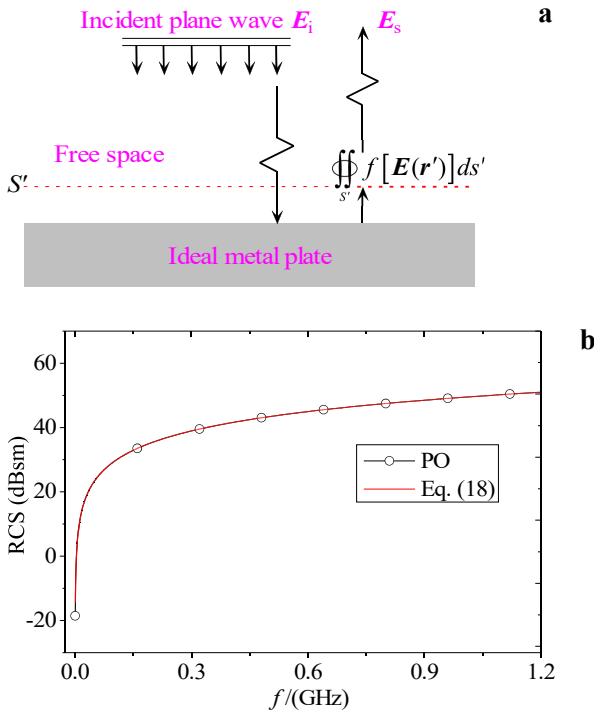 a
Incident plane wave E_i
E_s
Free space
S′
∯_{S′} f[E(r′)]ds′
Ideal metal plate
b
60
40
20
0
-20
RCS (dBsm)
PO
Eq. (18)
0.0 0.3 0.6 0.9 1.2
f/(GHz)